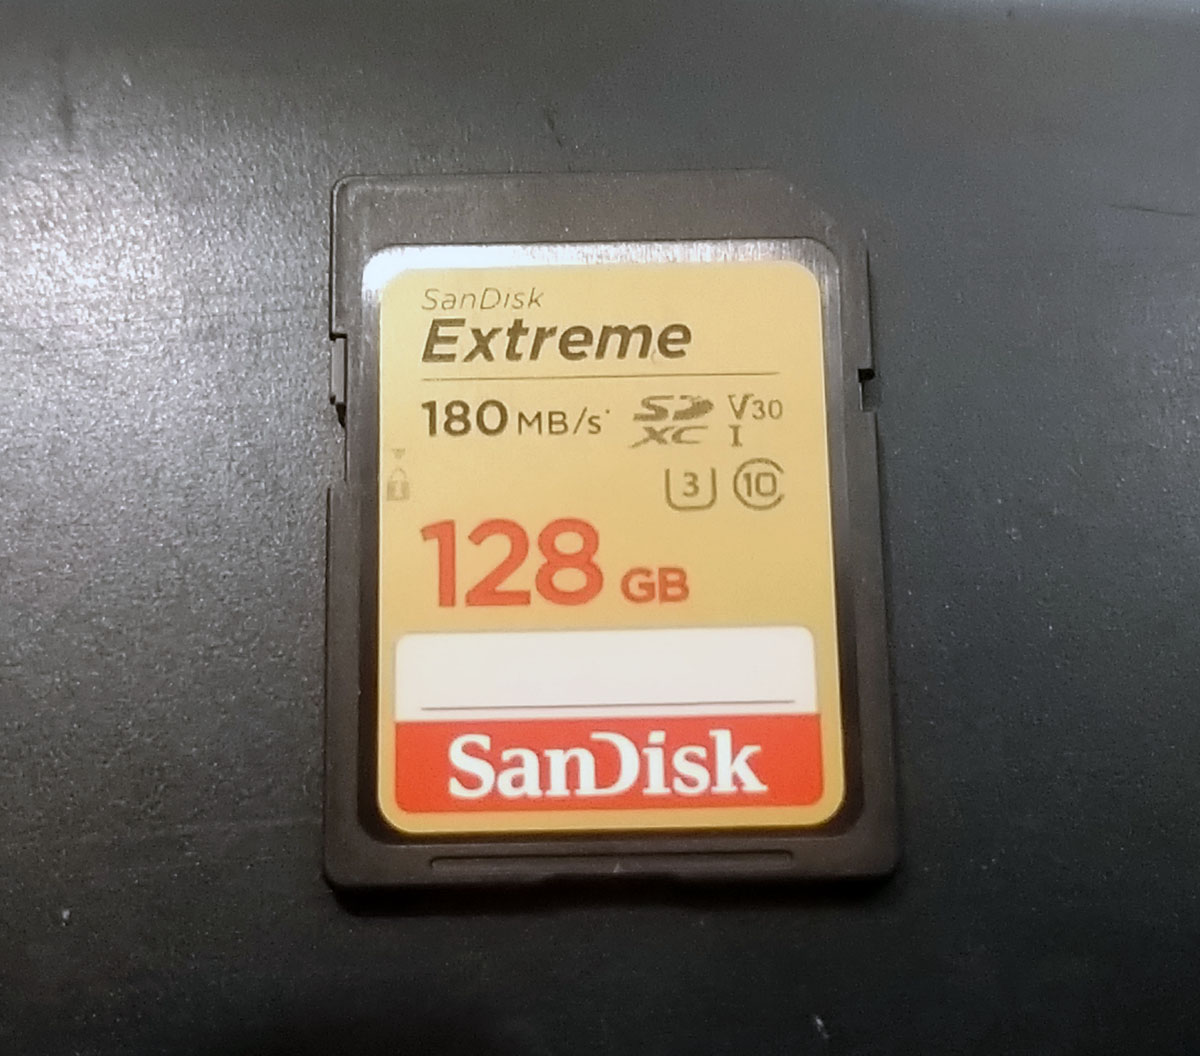 SanDisk
Extreme
180 MB/s* SD XC V30 I
3 10
128 GB
SanDisk